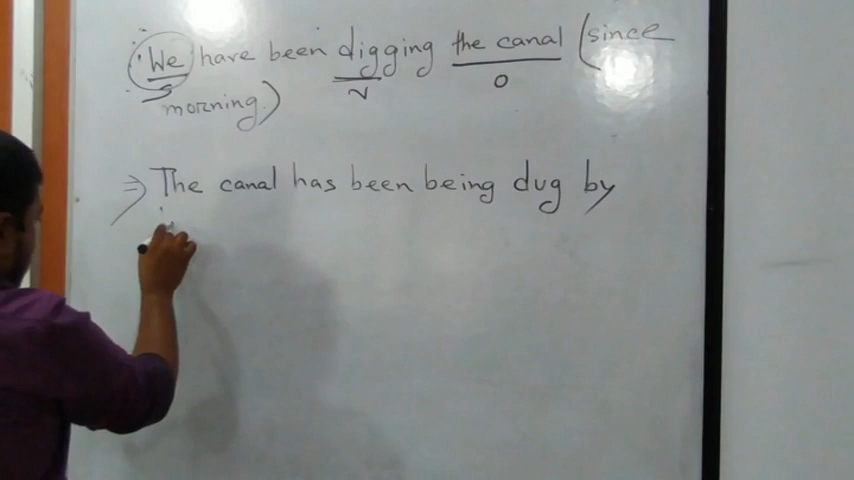 We have been digging the canal (since
S V O
morning)
⇒ The canal has been being dug by